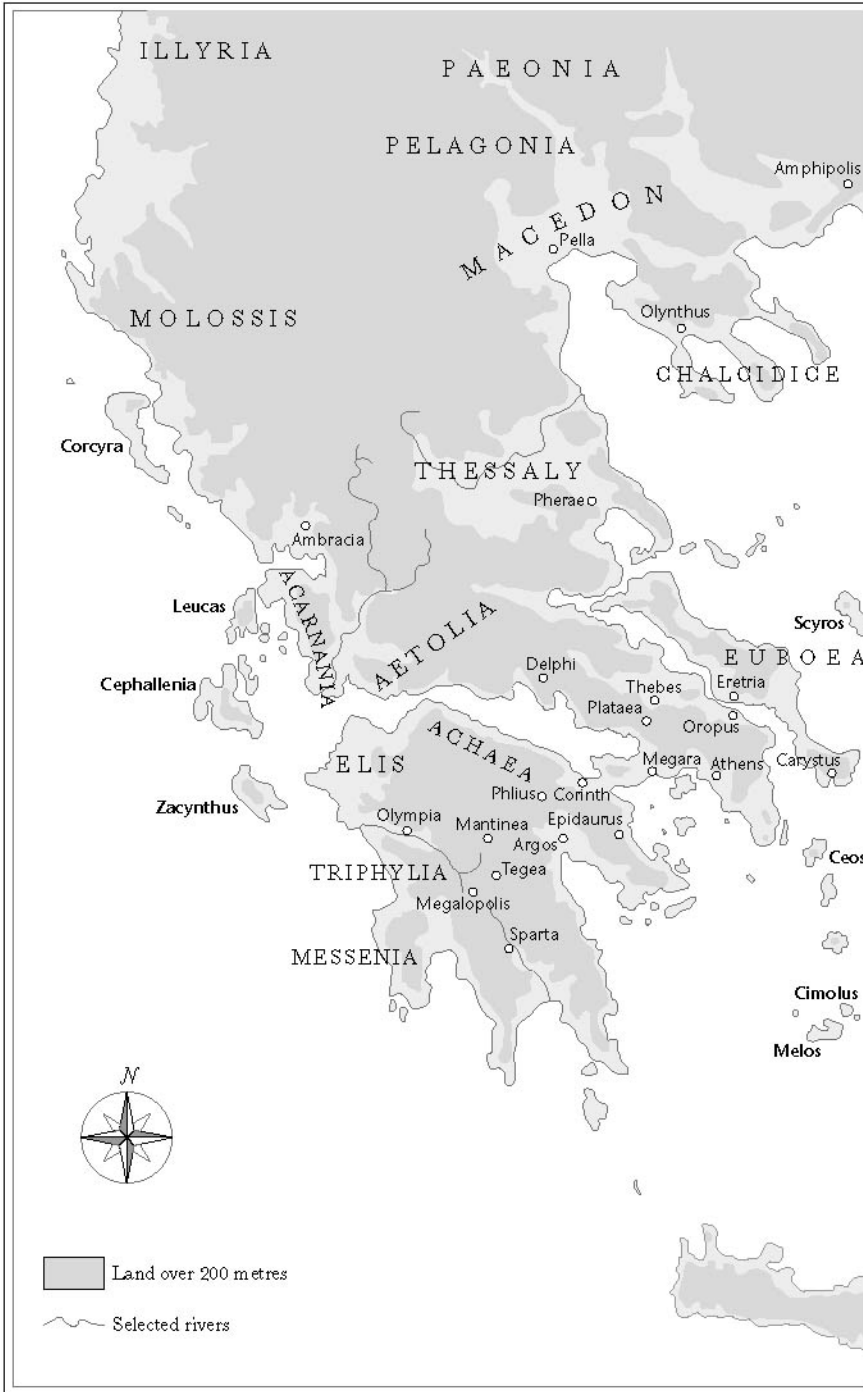 ILLYRIA
PAEONIA
PELAGONIA
Amphipolis
MACEDON
Pella
MOLOSSIS
Olynthus
CHALCIDICE
Corcyra
THESSALY
Pherae
Ambracia
ACARNANIA
Leucas
Scyros
AETOLIA
EUBOEA
Cephallenia
Delphi
Thebes
Eretria
Plataea
Oropus
ACHAEA
ELIS
Megara
Athens
Carystus
Zacynthus
Phlius
Corinth
Olympia
Mantinea
Epidaurus
Argos
Ceos
TRIPHYLIA
Tegea
Megalopolis
Sparta
MESSENIA
Cimolus
Melos
N
Land over 200 metres
Selected rivers